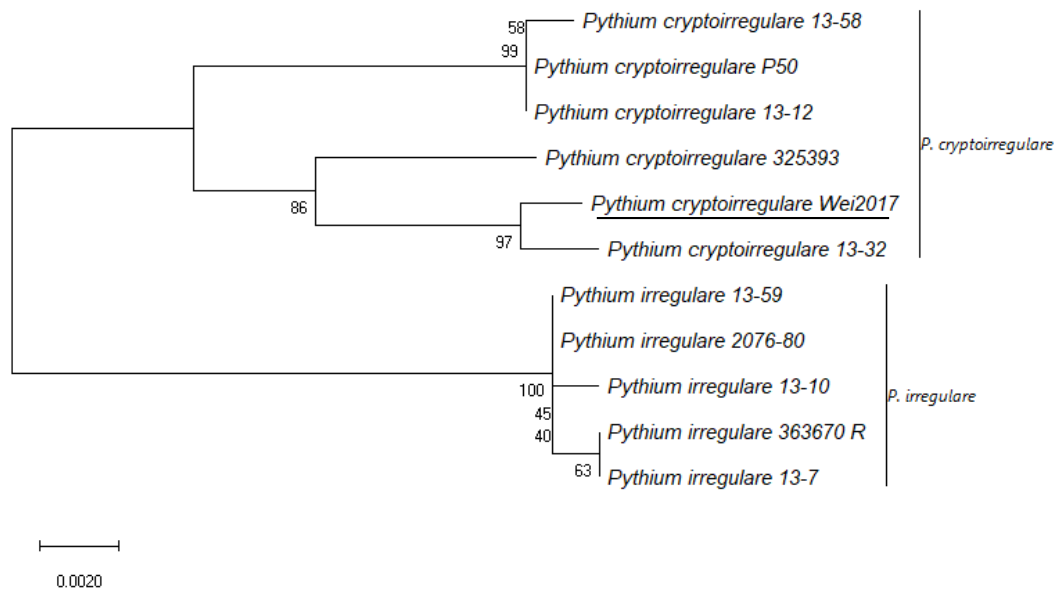 58
Pythium cryptoirregulare 13-58
99
Pythium cryptoirregulare P50
Pythium cryptoirregulare 13-12
P. cryptoirregulare
Pythium cryptoirregulare 325393
86
Pythium cryptoirregulare Wei2017
97
Pythium cryptoirregulare 13-32
Pythium irregulare 13-59
Pythium irregulare 2076-80
100
Pythium irregulare 13-10
P. irregulare
45
40
Pythium irregulare 363670 R
63
Pythium irregulare 13-7
0.0020